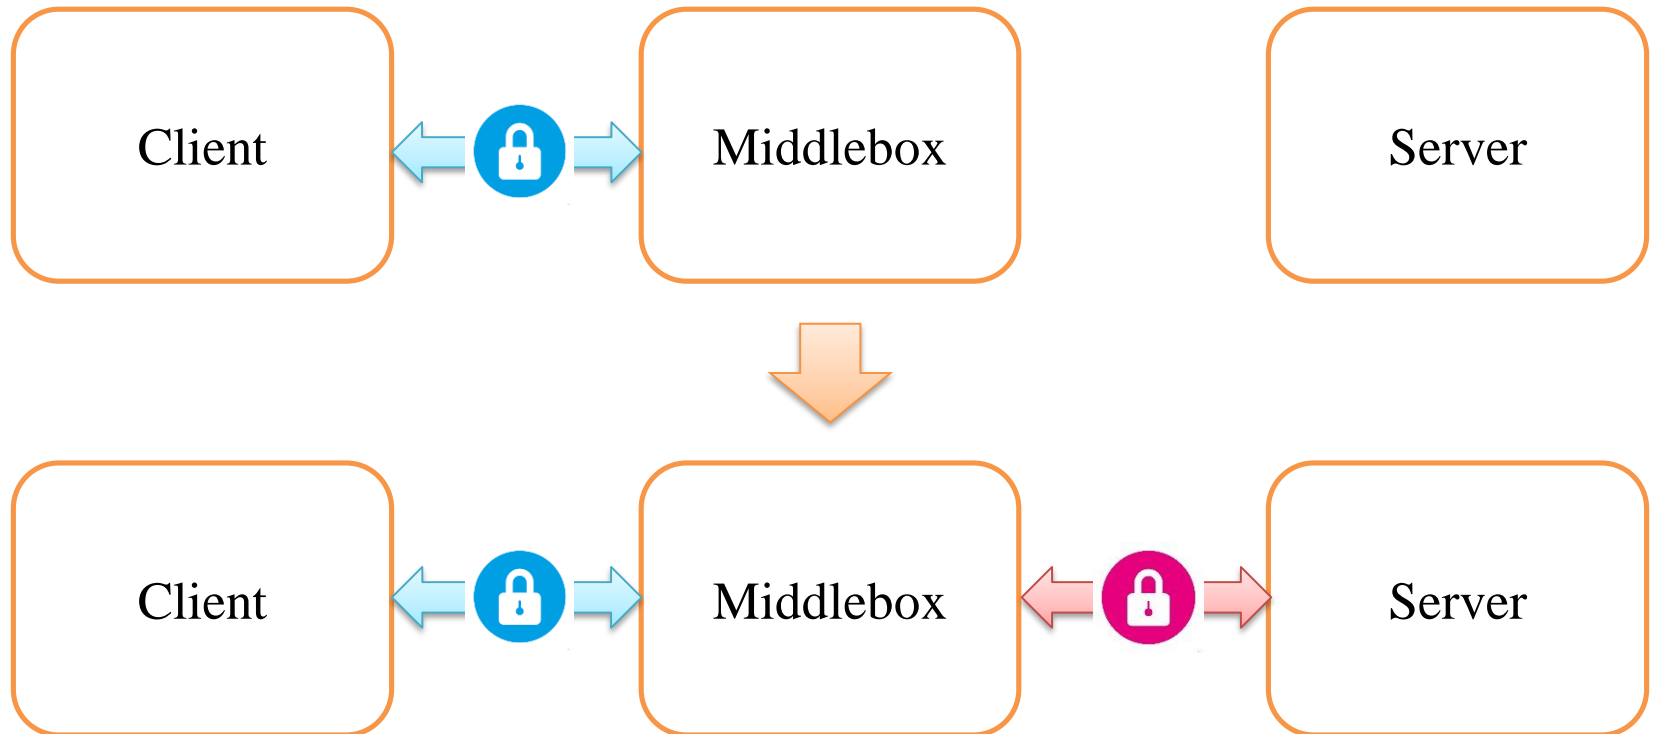 Client
Middlebox
Server
Client
Middlebox
Server